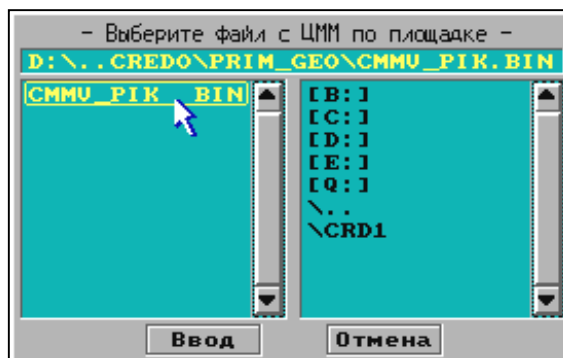 - Выберите файл с ЦММ по площадке -
D:\..CREDO\PRIM_GEO\CMMV_PIK.BIN
CMMV_PIK BIN
[B:]
[C:]
[D:]
[E:]
[Q:]
\..
\CRD1
Ввод
Отмена